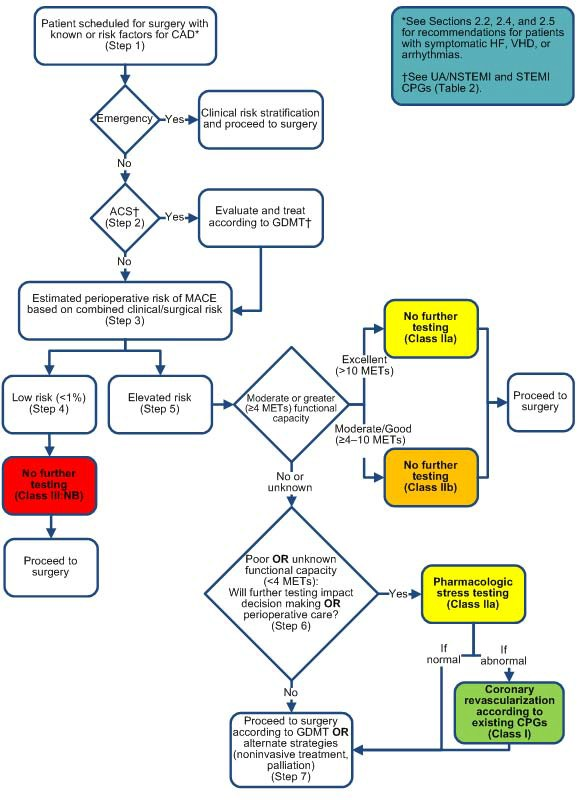 Patient scheduled for surgery with
known or risk factors for CAD*
(Step 1)
*See Sections 2.2, 2.4, and 2.5
for recommendations for patients
with symptomatic HF, VHD, or
arrhythmias.
†See UA/NSTEMI and STEMI
CPGs (Table 2).
Emergency
Yes
Clinical risk stratification
and proceed to surgery
No
ACS†
(Step 2)
Yes
Evaluate and treat
according to GDMT†
No
Estimated perioperative risk of MACE
based on combined clinical/surgical risk
(Step 3)
Low risk (<1%)
(Step 4)
Elevated risk
(Step 5)
Moderate or greater
(≥4 METs) functional
capacity
Excellent
(>10 METs)
No further
testing
(Class IIa)
Moderate/Good
(≥4–10 METs)
No further
testing
(Class IIb)
Proceed to
surgery
No further
testing
(Class III:NB)
Proceed to
surgery
No or
unknown
Poor OR unknown
functional capacity
(<4 METs):
Will further testing impact
decision making OR
perioperative care?
(Step 6)
Yes
Pharmacologic
stress testing
(Class IIa)
If
normal
If
abnormal
Coronary
revascularization
according to
existing CPGs
(Class I)
No
Proceed to surgery
according to GDMT OR
alternate strategies
(noninvasive treatment,
palliation)
(Step 7)